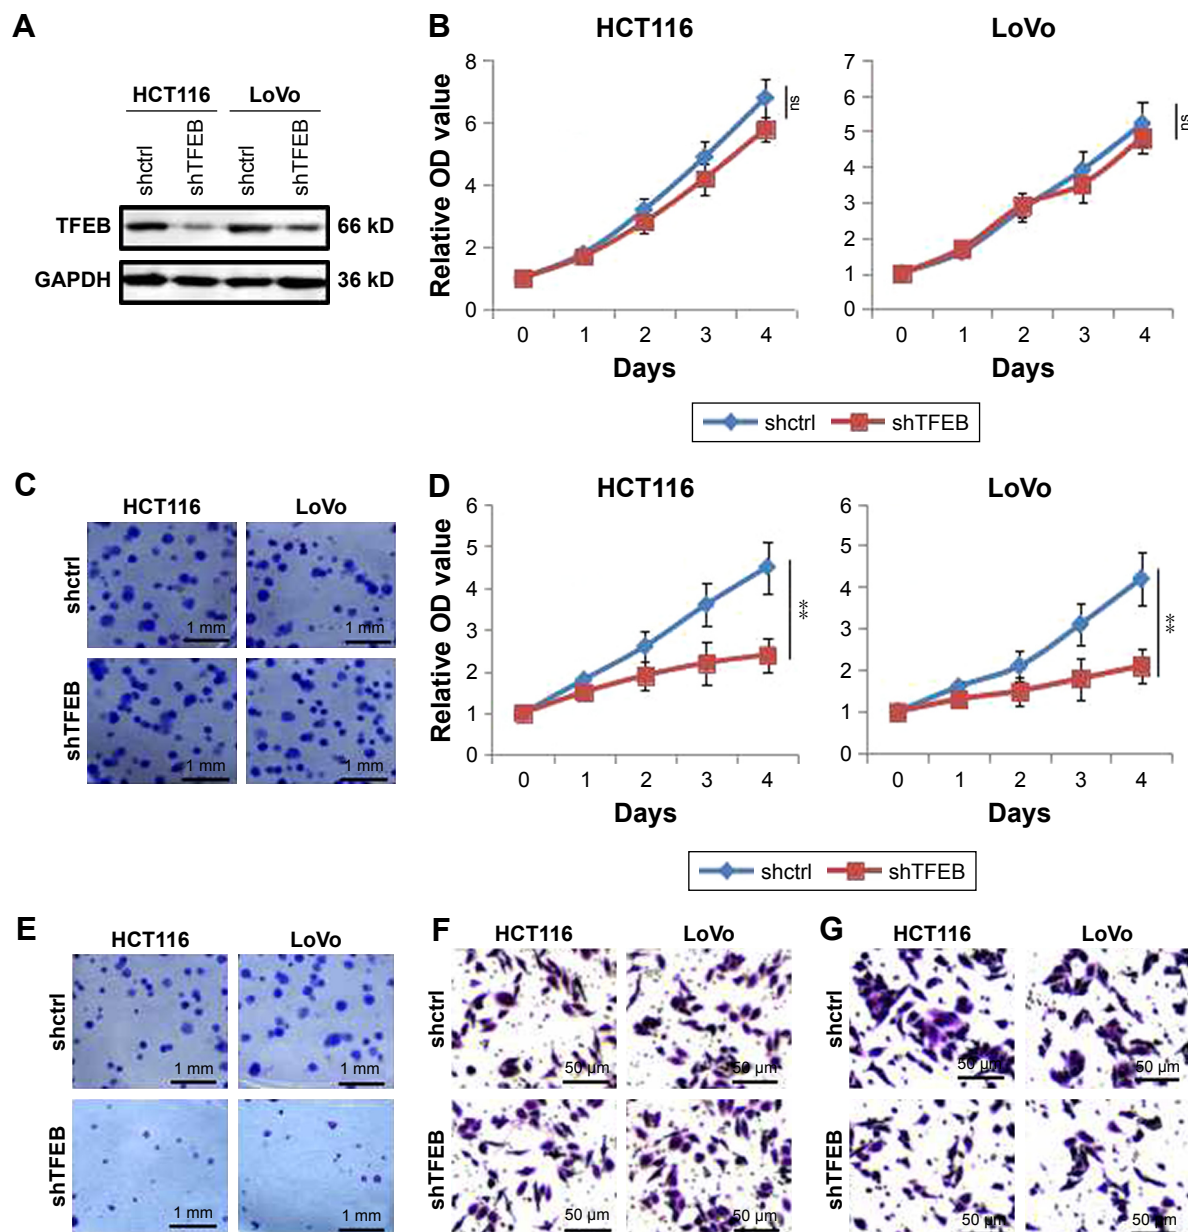 A
HCT116 LoVo
shctrl shTFEB shctrl shTFEB
TFEB 66 kD
GAPDH 36 kD
B
HCT116 LoVo
Relative OD value
8
6
4
2
0
0 1 2 3 4
Days
ns
7
6
5
4
3
2
1
0
0 1 2 3 4
Days
ns
shctrl shTFEB
C
HCT116 LoVo
shctrl
1 mm 1 mm
shTFEB
1 mm 1 mm
D
HCT116 LoVo
Relative OD value
6
5
4
3
2
1
0
0 1 2 3 4
Days
**
6
5
4
3
2
1
0
0 1 2 3 4
Days
**
shctrl shTFEB
E
HCT116 LoVo
shctrl
1 mm 1 mm
shTFEB
1 mm 1 mm
F
HCT116 LoVo
shctrl
50 µm 50 µm
shTFEB
50 µm 50 µm
G
HCT116 LoVo
shctrl
50 µm 50 µm
shTFEB
50 µm 50 µm